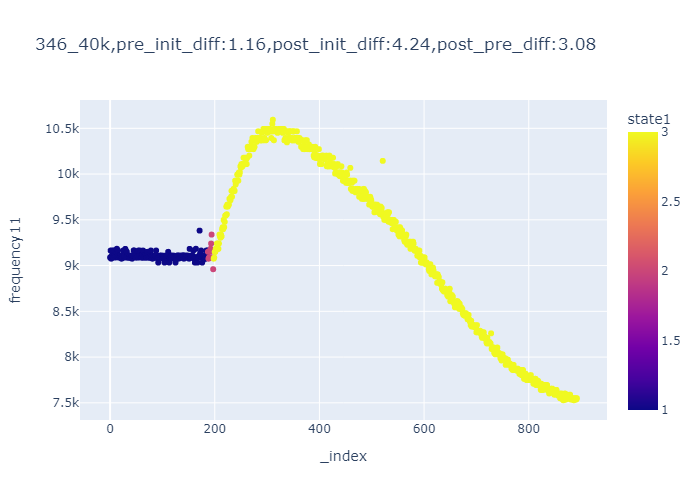 346_40k,pre_init_diff:1.16,post_init_diff:4.24,post_pre_diff:3.08
state1
3
2.5
2
1.5
1
frequency11
10.5k
10k
9.5k
9k
8.5k
8k
7.5k
0
200
400
600
800
_index